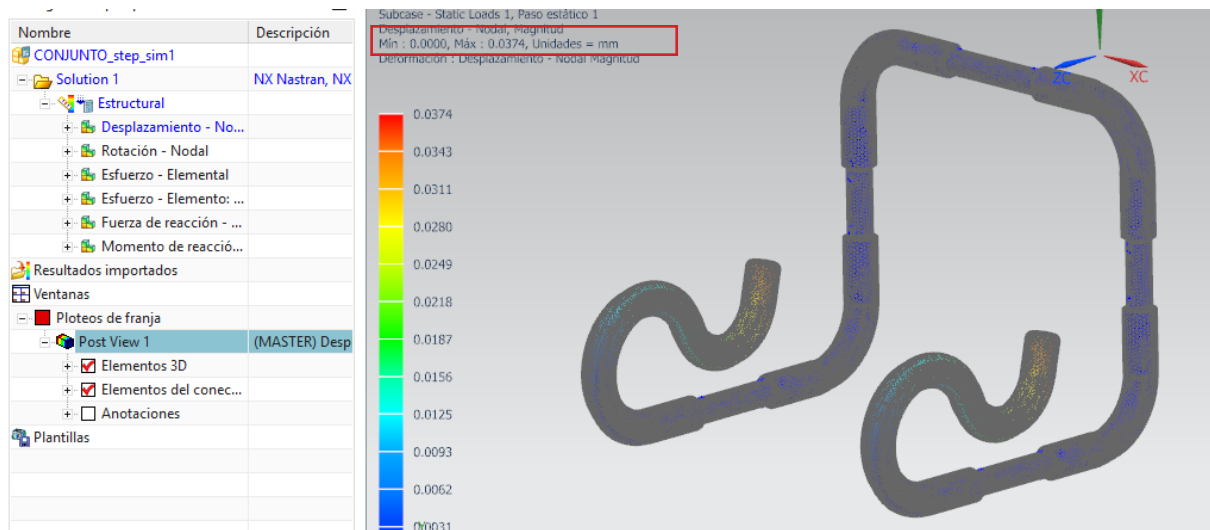 Nombre Descripción
CONJUNTO_step_sim1
Solution 1 NX Nastran, NX
Estructural
Desplazamiento - No...
Rotación - Nodal
Esfuerzo - Elemental
Esfuerzo - Elemento: ...
Fuerza de reacción - ...
Momento de reacció...
Resultados importados
Ventanas
Ploteos de franja
Post View 1 (MASTER) Desp
Elementos 3D
Elementos del conec...
Anotaciones
Plantillas
Subcase - Static Loads 1, Paso estático 1
Desplazamiento - Nodal, Magnitud
Mín : 0.0000, Máx : 0.0374, Unidades = mm
Deformación : Desplazamiento - Nodal Magnitud
0.0374
0.0343
0.0311
0.0280
0.0249
0.0218
0.0187
0.0156
0.0125
0.0093
0.0062
ZC
XC